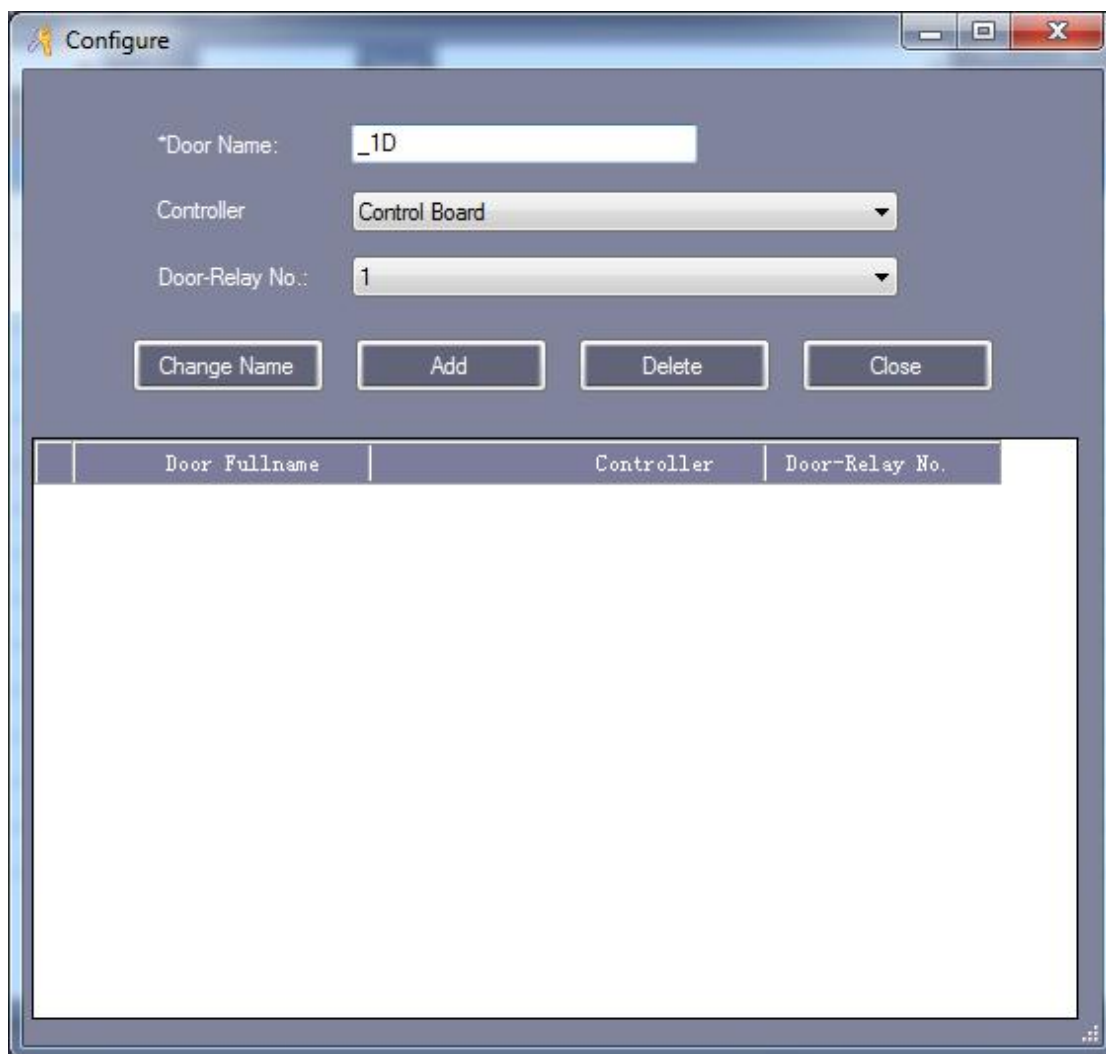 Configure
*Door Name: _1D
Controller Control Board
Door-Relay No.: 1
Change Name Add Delete Close
Door Fullname Controller Door-Relay No.